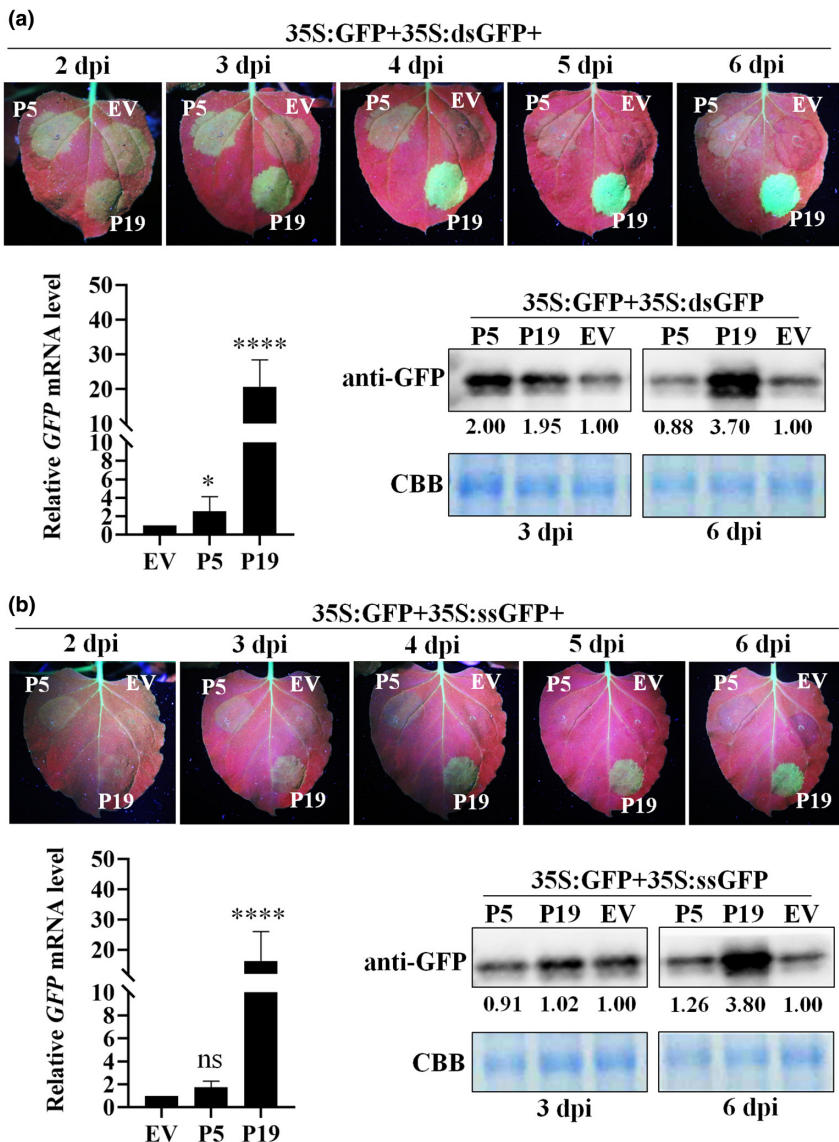 (a)
35S:GFP+35S:dsGFP+
2 dpi 3 dpi 4 dpi 5 dpi 6 dpi
P5 EV P5 EV P5 EV P5 EV P5 EV
P19 P19 P19 P19 P19
Relative GFP mRNA level
50
40
30
20
10
10
8
6
4
2
0
* ****
EV P5 P19
35S:GFP+35S:dsGFP
P5 P19 EV P5 P19 EV
anti-GFP
2.00 1.95 1.00 0.88 3.70 1.00
CBB
3 dpi 6 dpi
(b)
35S:GFP+35S:ssGFP+
2 dpi 3 dpi 4 dpi 5 dpi 6 dpi
P5 EV P5 EV P5 EV P5 EV P5 EV
P19 P19 P19 P19 P19
Relative GFP mRNA level
50
40
30
20
10
10
8
6
4
2
0
ns ****
EV P5 P19
35S:GFP+35S:ssGFP
P5 P19 EV P5 P19 EV
anti-GFP
0.91 1.02 1.00 1.26 3.80 1.00
CBB
3 dpi 6 dpi